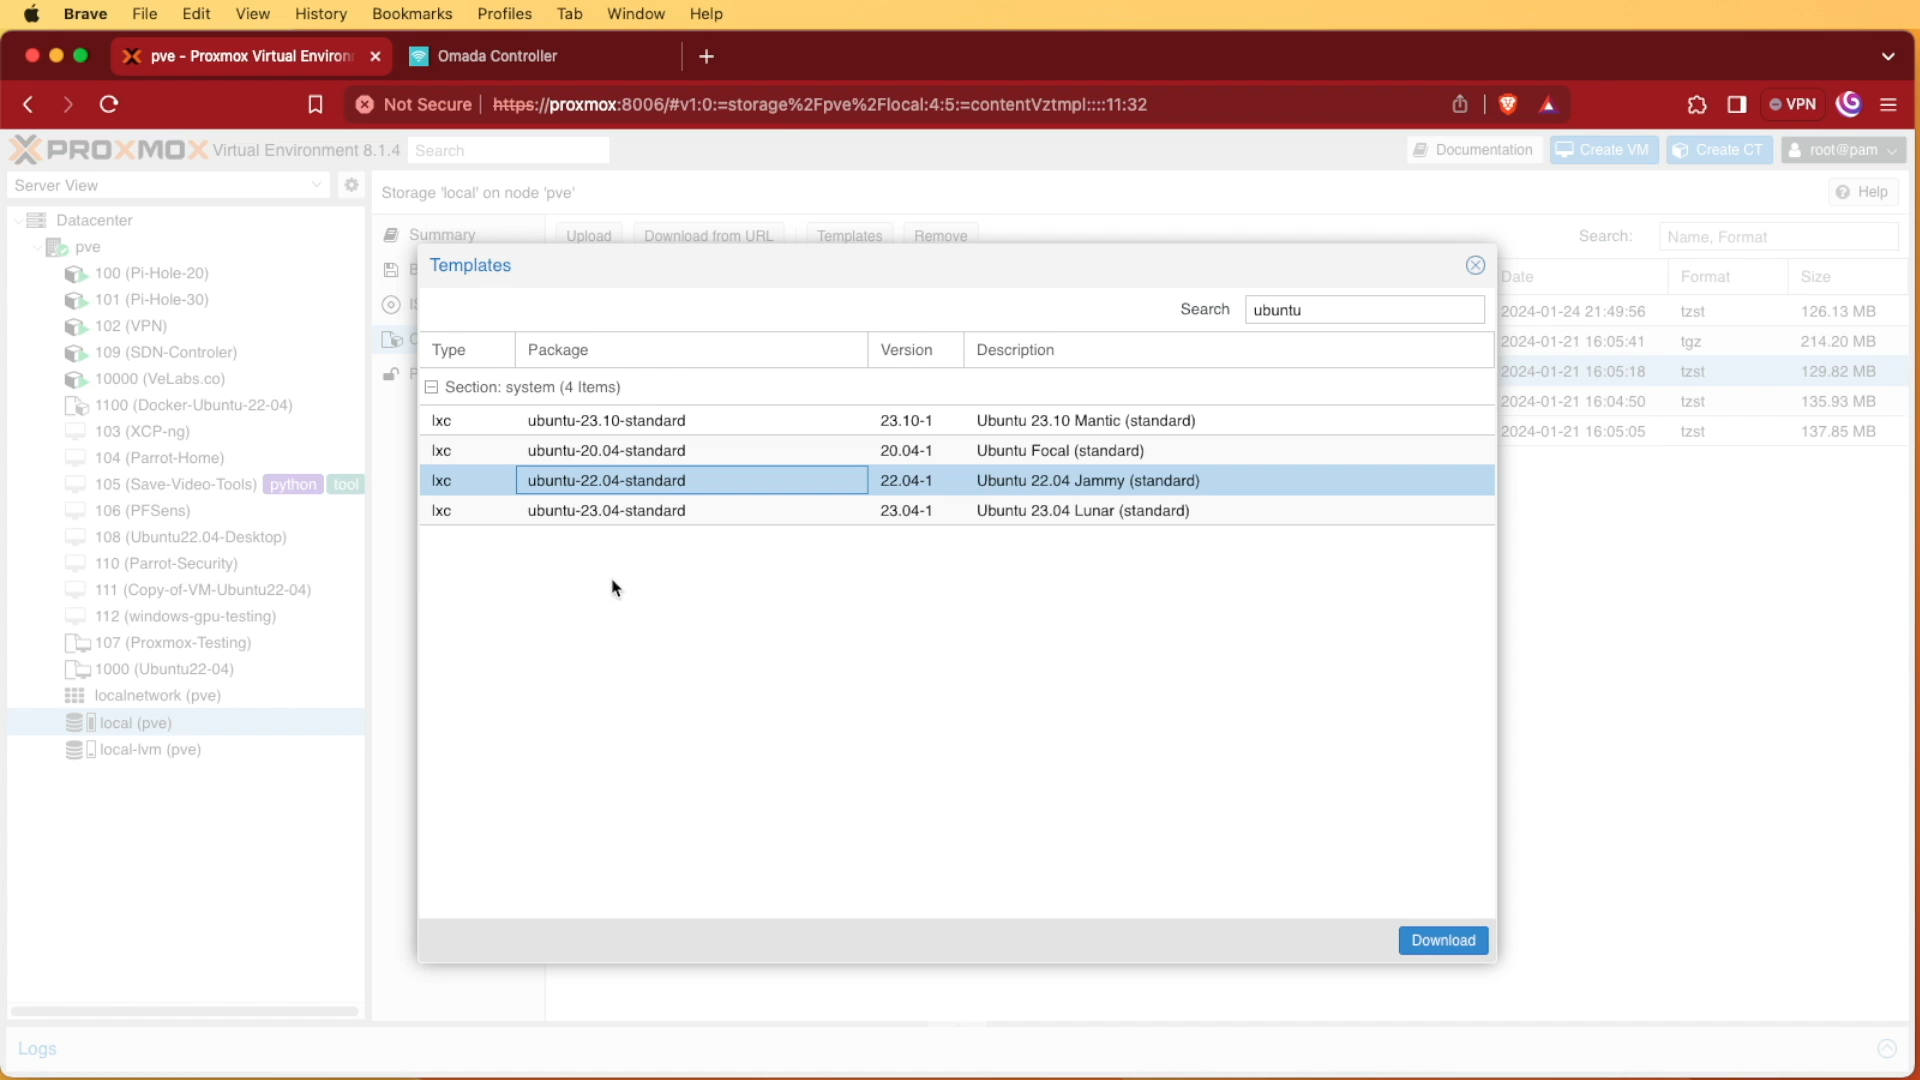 Brave File Edit View History Bookmarks Profiles Tab Window Help
pve - Proxmox Virtual Environ
Omada Controller
Not Secure https://proxmox:8006/#v1:0:=storage%2Fpve%2Flocal:4:5:=contentVztmpl::::11:32
VPN
PROXMOX Virtual Environment 8.1.4 Search Documentation Create VM Create CT root@pam
Server View
Storage 'local' on node 'pve' Help
Datacenter
pve
100 (Pi-Hole-20)
101 (Pi-Hole-30)
102 (VPN)
109 (SDN-Controler)
10000 (VeLabs.co)
1100 (Docker-Ubuntu-22-04)
103 (XCP-ng)
104 (Parrot-Home)
105 (Save-Video-Tools) python tool
106 (PFSens)
108 (Ubuntu22.04-Desktop)
110 (Parrot-Security)
111 (Copy-of-VM-Ubuntu22-04)
112 (windows-gpu-testing)
107 (Proxmox-Testing)
1000 (Ubuntu22-04)
localnetwork (pve)
local (pve)
local-lvm (pve)
Summary
Upload Download from URL Templates Remove Search: Name, Format
Date Format Size
2024-01-24 21:49:56 tzst 126.13 MB
2024-01-21 16:05:41 tgz 214.20 MB
2024-01-21 16:05:18 tzst 129.82 MB
2024-01-21 16:04:50 tzst 135.93 MB
2024-01-21 16:05:05 tzst 137.85 MB
Templates
Search ubuntu
Type Package Version Description
Section: system (4 Items)
lxc ubuntu-23.10-standard 23.10-1 Ubuntu 23.10 Mantic (standard)
lxc ubuntu-20.04-standard 20.04-1 Ubuntu Focal (standard)
lxc ubuntu-22.04-standard 22.04-1 Ubuntu 22.04 Jammy (standard)
lxc ubuntu-23.04-standard 23.04-1 Ubuntu 23.04 Lunar (standard)
Download
Logs